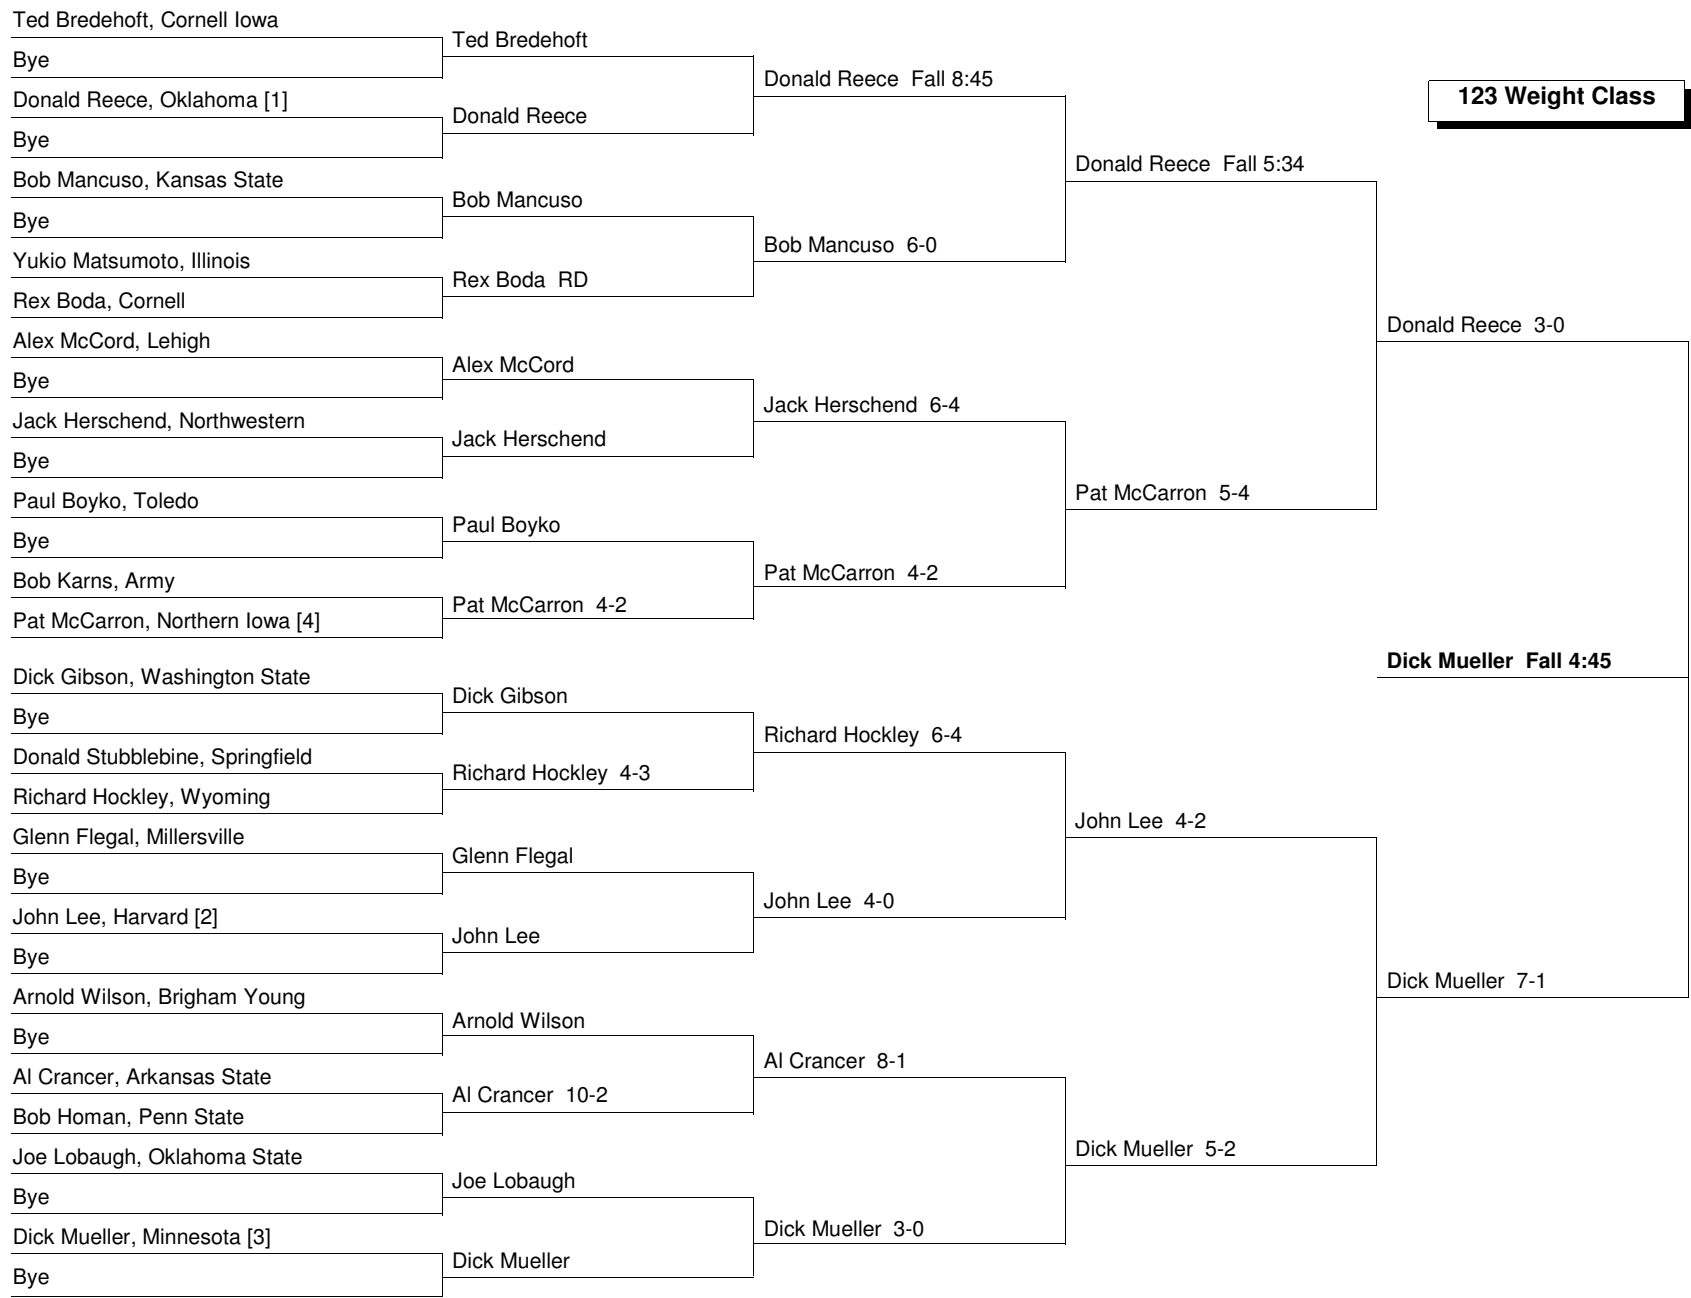 Ted Bredehoft, Cornell Iowa
Bye
Donald Reece, Oklahoma [1]
Bye
Bob Mancuso, Kansas State
Bye
Yukio Matsumoto, Illinois
Rex Boda, Cornell
Alex McCord, Lehigh
Bye
Jack Herschend, Northwestern
Bye
Paul Boyko, Toledo
Bye
Bob Karns, Army
Pat McCarron, Northern Iowa [4]
Dick Gibson, Washington State
Bye
Donald Stubblebine, Springfield
Richard Hockley, Wyoming
Glenn Flegal, Millersville
Bye
John Lee, Harvard [2]
Bye
Arnold Wilson, Brigham Young
Bye
Al Crancer, Arkansas State
Bob Homan, Penn State
Joe Lobaugh, Oklahoma State
Bye
Dick Mueller, Minnesota [3]
Bye
Ted Bredehoft
Donald Reece
Bob Mancuso
Rex Boda RD
Alex McCord
Jack Herschend
Paul Boyko
Pat McCarron 4-2
Dick Gibson
Richard Hockley 4-3
Glenn Flegal
John Lee
Arnold Wilson
Al Crancer 10-2
Joe Lobaugh
Dick Mueller
Donald Reece Fall 8:45
Bob Mancuso 6-0
Jack Herschend 6-4
Pat McCarron 4-2
Richard Hockley 6-4
John Lee 4-0
Al Crancer 8-1
Dick Mueller 3-0
Donald Reece Fall 5:34
Pat McCarron 5-4
John Lee 4-2
Dick Mueller 5-2
123 Weight Class
Donald Reece 3-0
Dick Mueller Fall 4:45
Dick Mueller 7-1